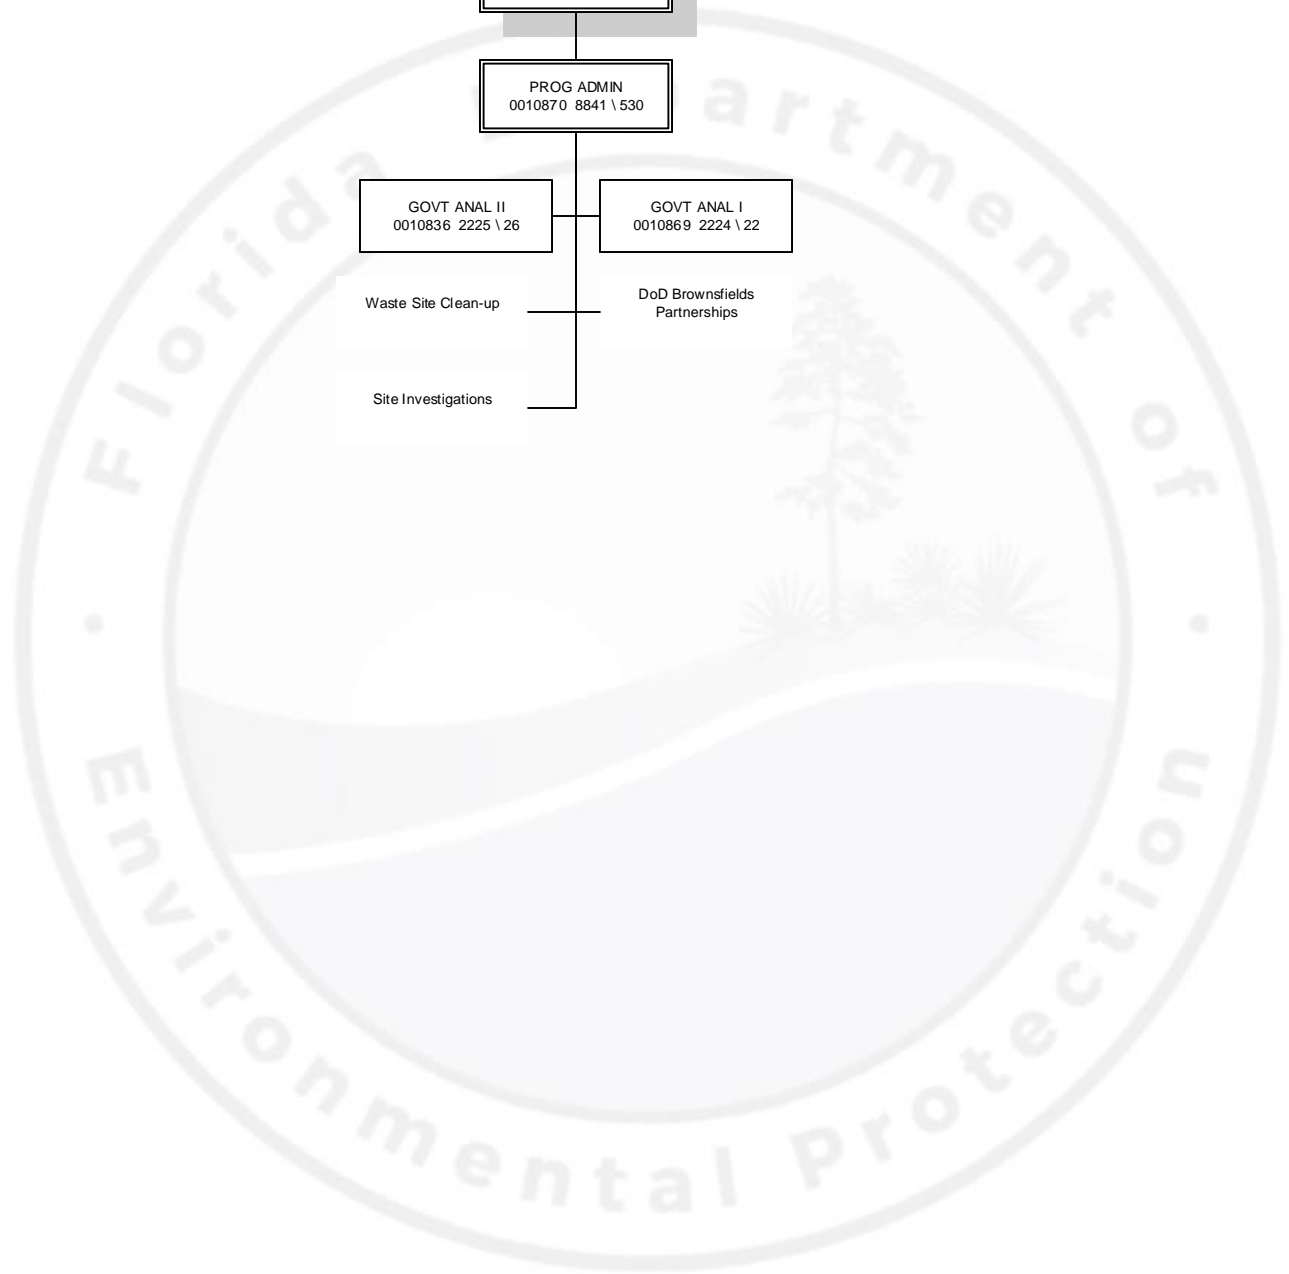 PROG ADMIN
0010870 8841 \ 530
GOVT ANAL II
0010836 2225 \ 26
GOVT ANAL I
0010869 2224 \ 22
Waste Site Clean-up
DoD Brownsfields
Partnerships
Site Investigations
Florida Department of
Environmental Protection